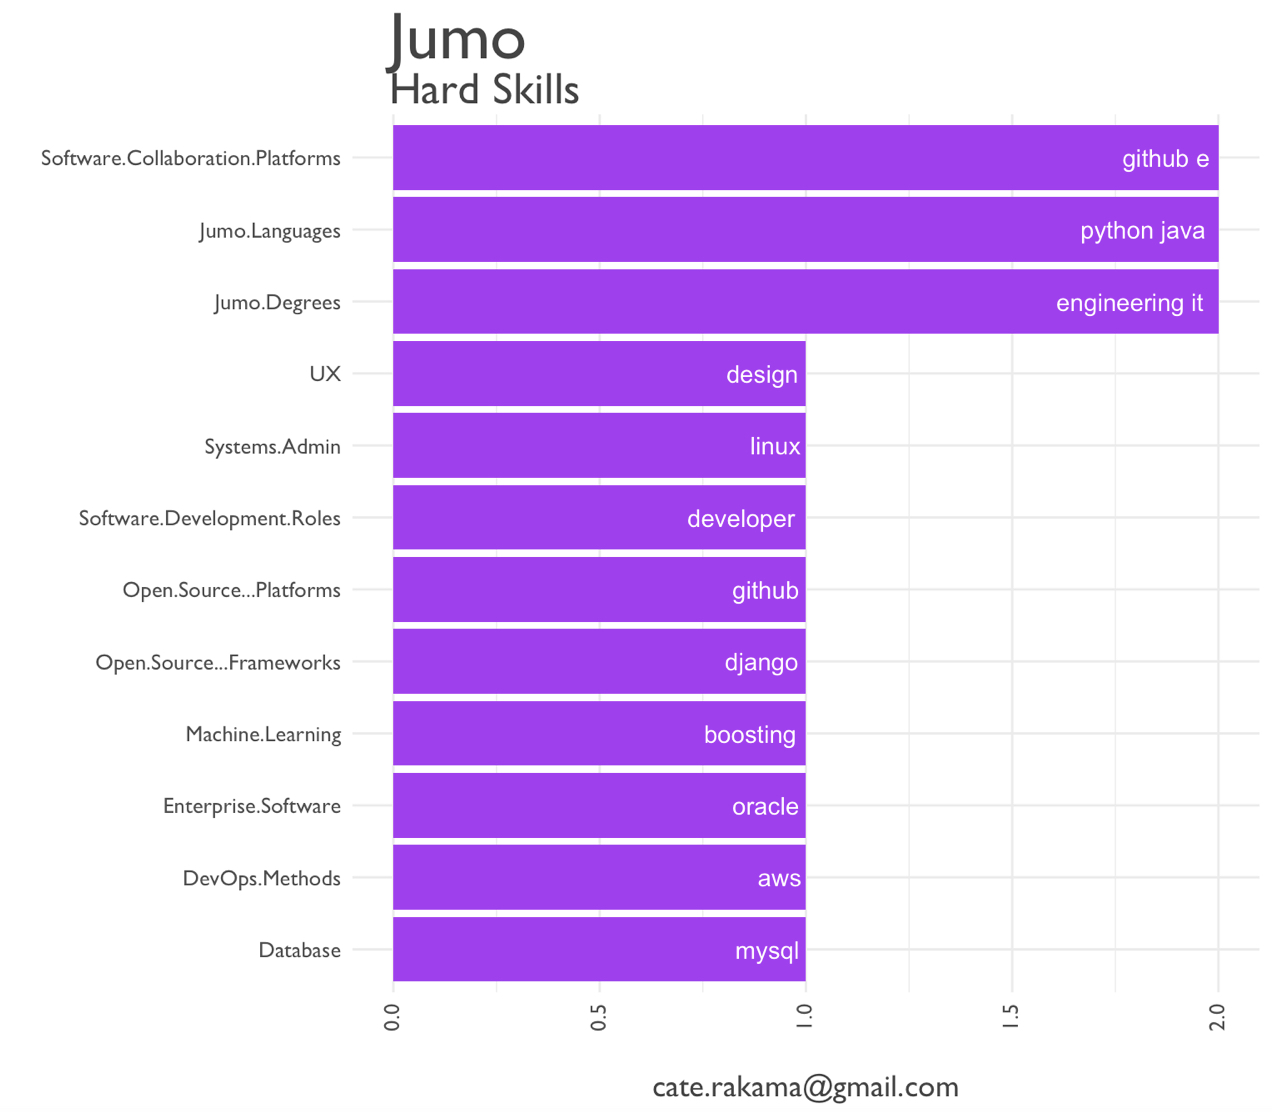 Jumo
Hard Skills
Software.Collaboration.Platforms github e
Jumo.Languages python java
Jumo.Degrees engineering it
UX design
Systems.Admin linux
Software.Development.Roles developer
Open.Source...Platforms github
Open.Source...Frameworks django
Machine.Learning boosting
Enterprise.Software oracle
DevOps.Methods aws
Database mysql
0.0 0.5 1.0 1.5 2.0
cate.rakama@gmail.com